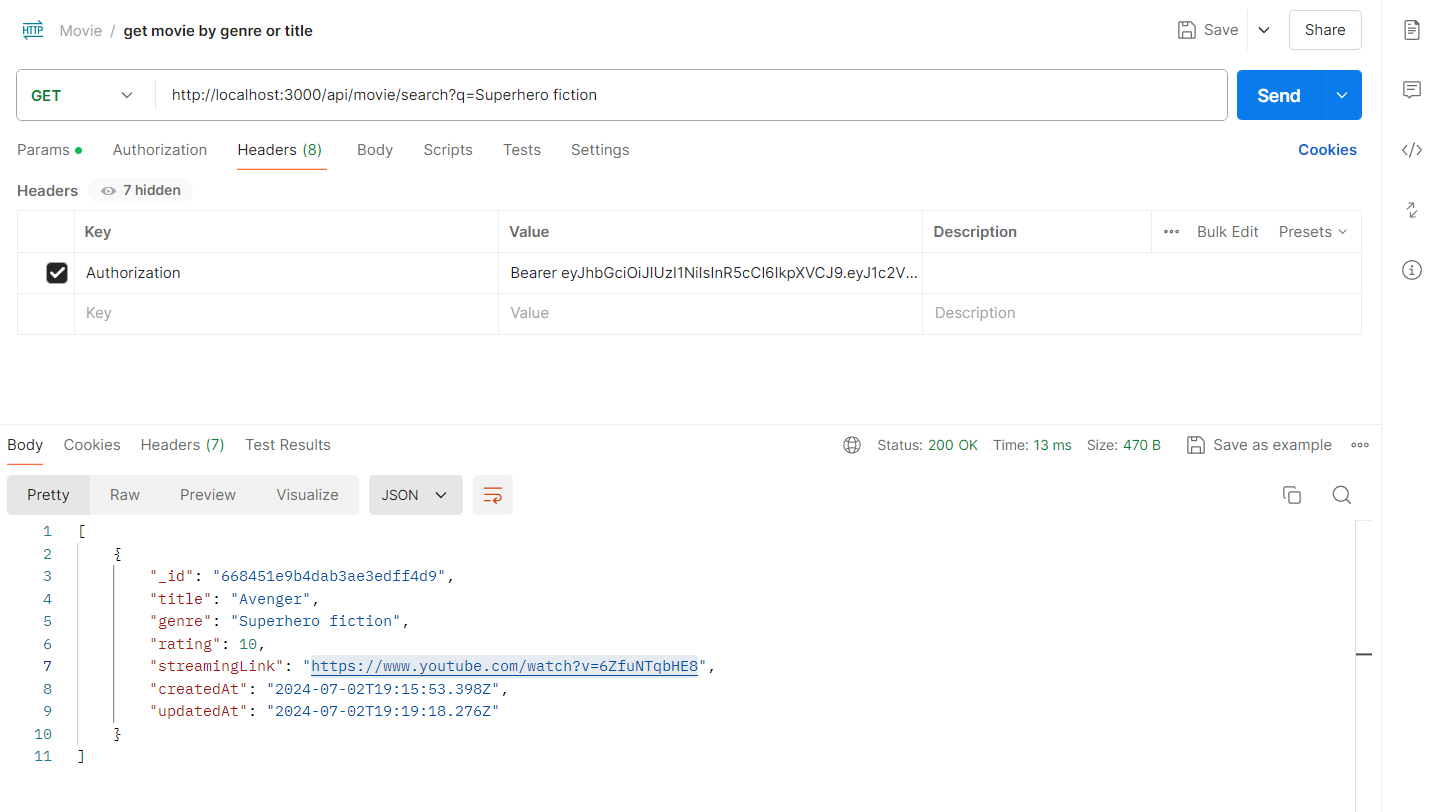 HTTP Movie / get movie by genre or title Save Share
GET http://localhost:3000/api/movie/search?q=Superhero fiction Send
Params Authorization Headers (8) Body Scripts Tests Settings Cookies
Headers 7 hidden
Key Value Description Bulk Edit Presets
Authorization Bearer eyJhbGciOiJIUzI1NiIsInR5cCI6IkpXVCJ9.eyJ1c2V...
Key Value Description
Body Cookies Headers (7) Test Results Status: 200 OK Time: 13 ms Size: 470 B Save as example
Pretty Raw Preview Visualize JSON
1 [
2 {
3 "_id": "668451e9b4dab3ae3edff4d9",
4 "title": "Avenger",
5 "genre": "Superhero fiction",
6 "rating": 10,
7 "streamingLink": "https://www.youtube.com/watch?v=6ZfuNTqbHE8",
8 "createdAt": "2024-07-02T19:15:53.398Z",
9 "updatedAt": "2024-07-02T19:19:18.276Z"
10 }
11 ]